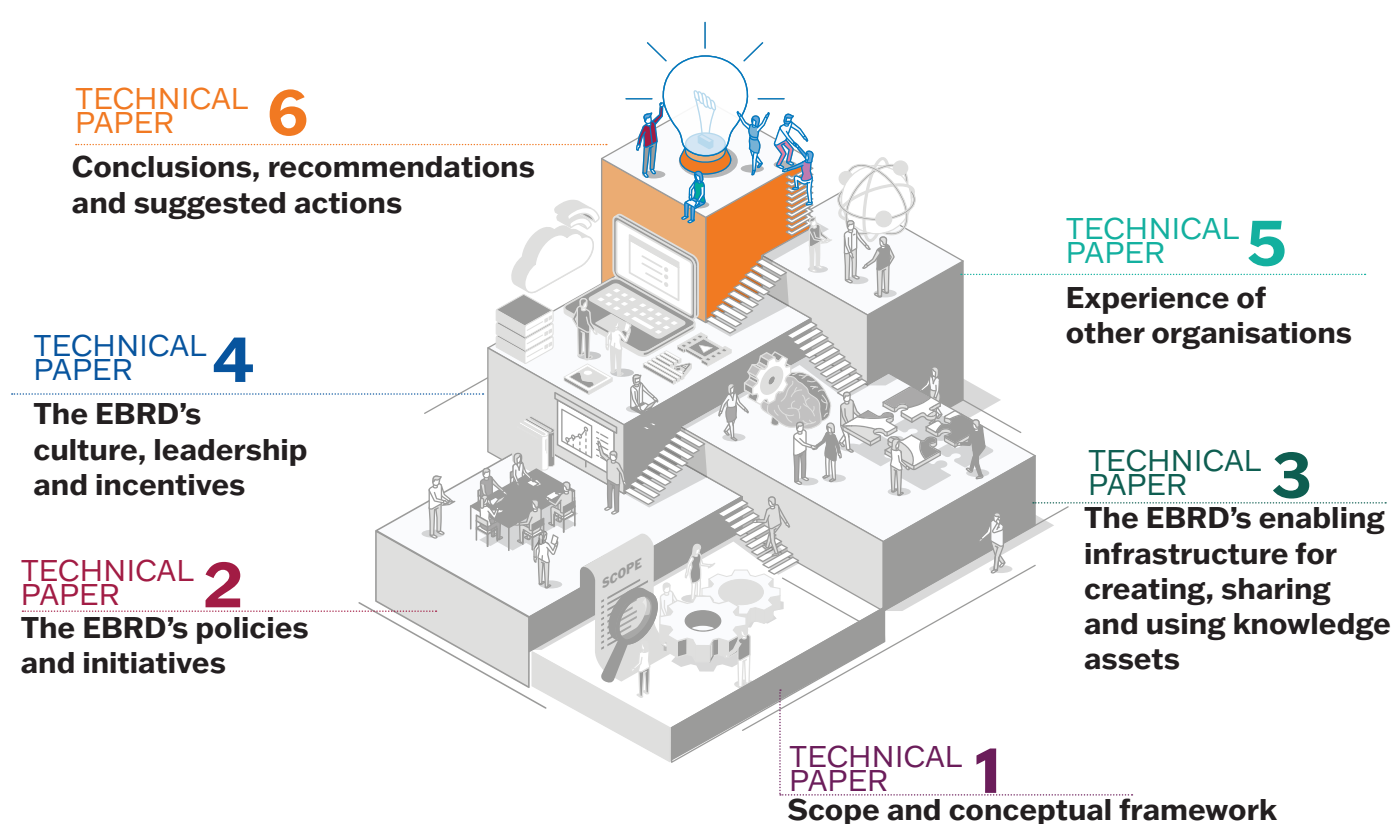 TECHNICAL
PAPER 6
Conclusions, recommendations
and suggested actions
TECHNICAL
PAPER 5
Experience of
other organisations
TECHNICAL
PAPER 4
The EBRD’s
culture, leadership
and incentives
TECHNICAL
PAPER 3
The EBRD’s enabling
infrastructure for
creating, sharing
and using knowledge
assets
TECHNICAL
PAPER 2
The EBRD’s policies
and initiatives
SCOPE
TECHNICAL
PAPER 1
Scope and conceptual framework